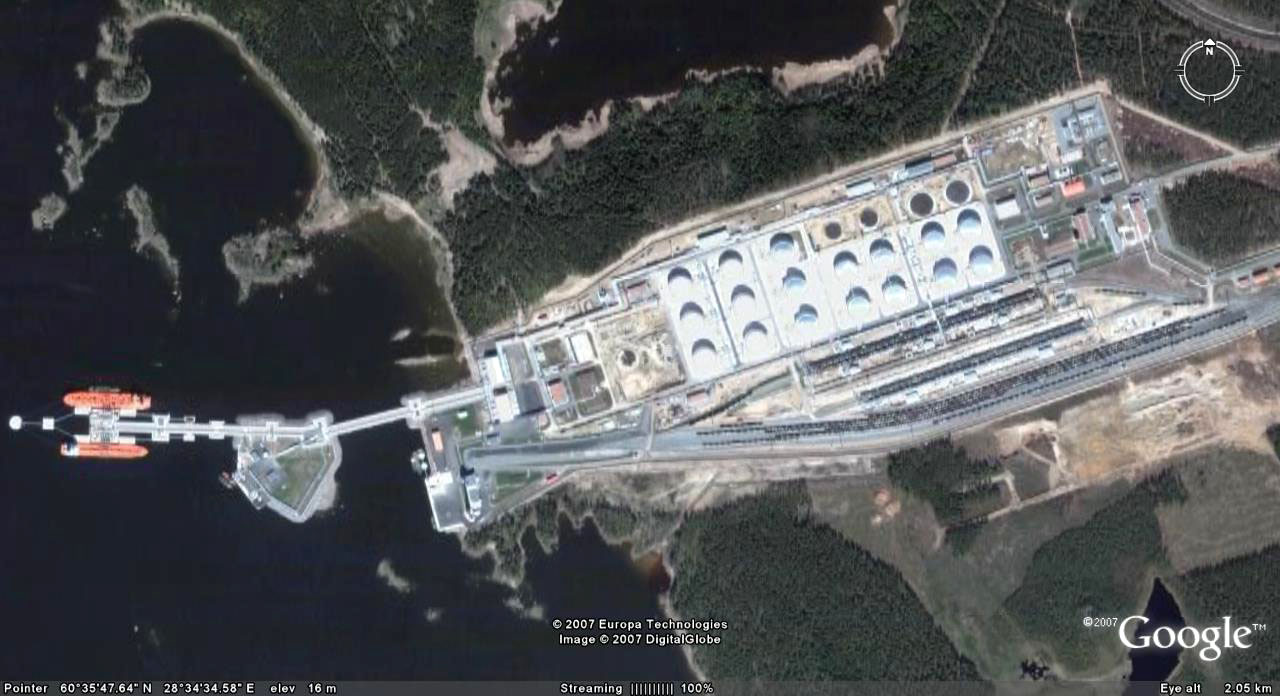 N
© 2007 Europa Technologies
Image © 2007 DigitalGlobe
©2007 Google™
Pointer 60°35'47.64" N 28°34'34.58" E elev 16 m Streaming |||||||||| 100% Eye alt 2.05 km